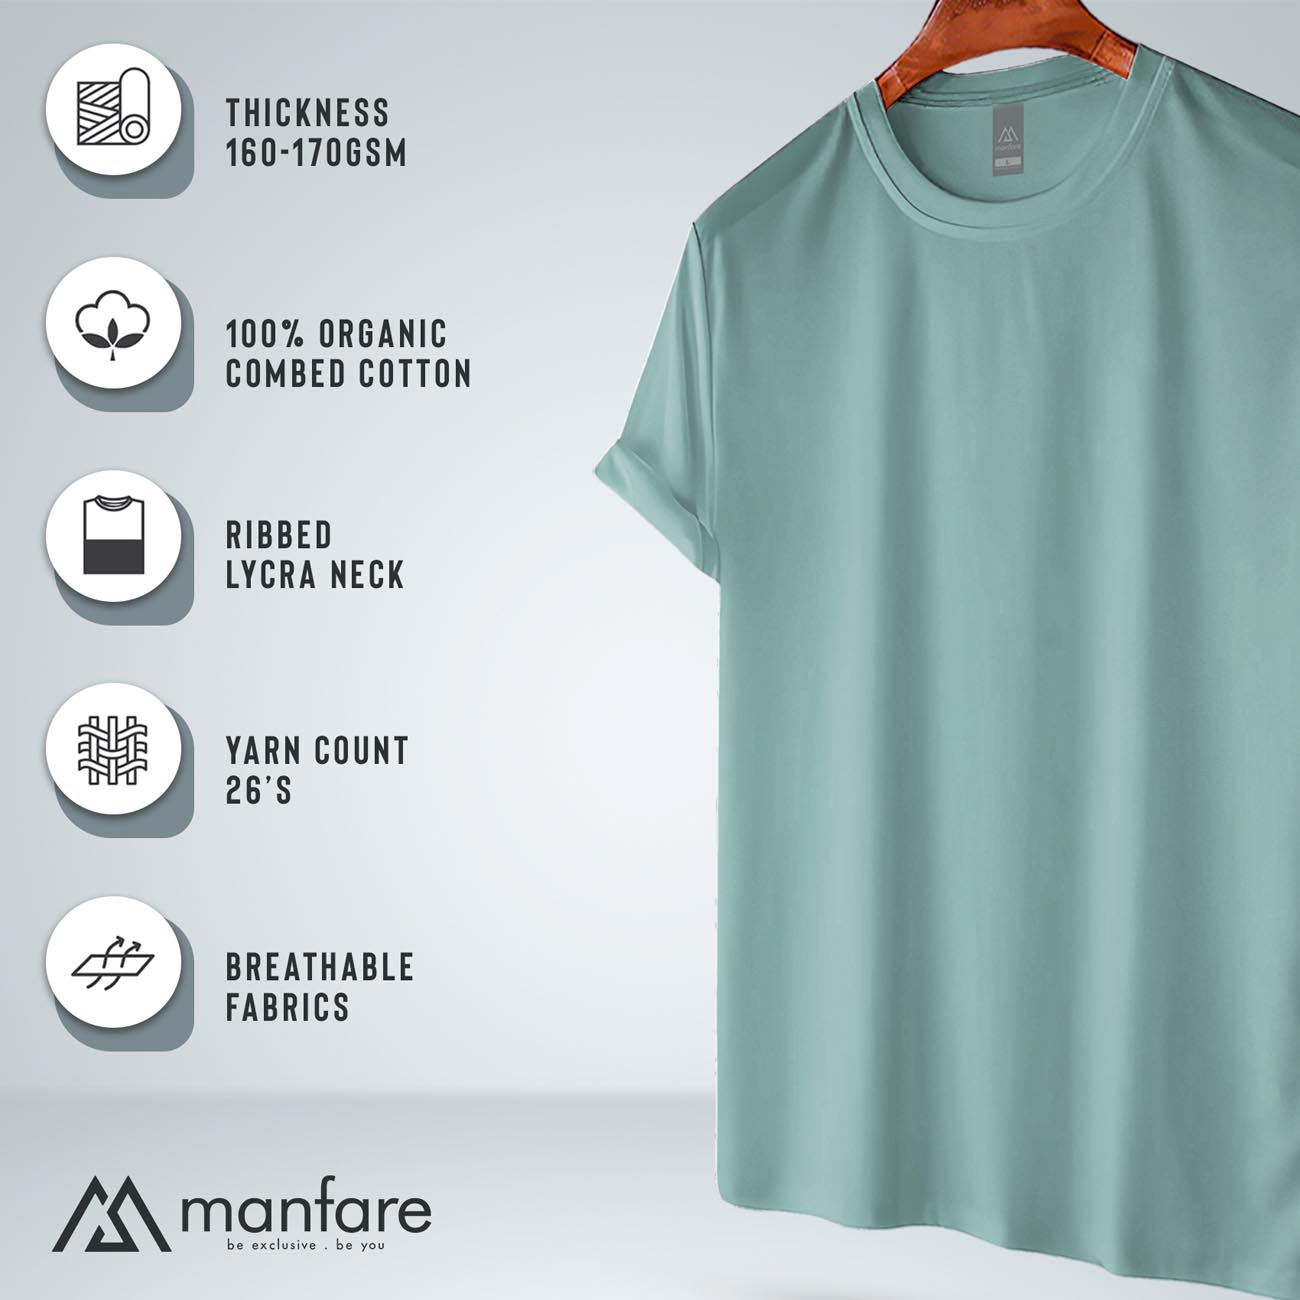 THICKNESS
160-170GSM
100% ORGANIC
COMBED COTTON
RIBBED
LYCRA NECK
YARN COUNT
26'S
BREATHABLE
FABRICS
manfare
be exclusive . be you
manfare
L